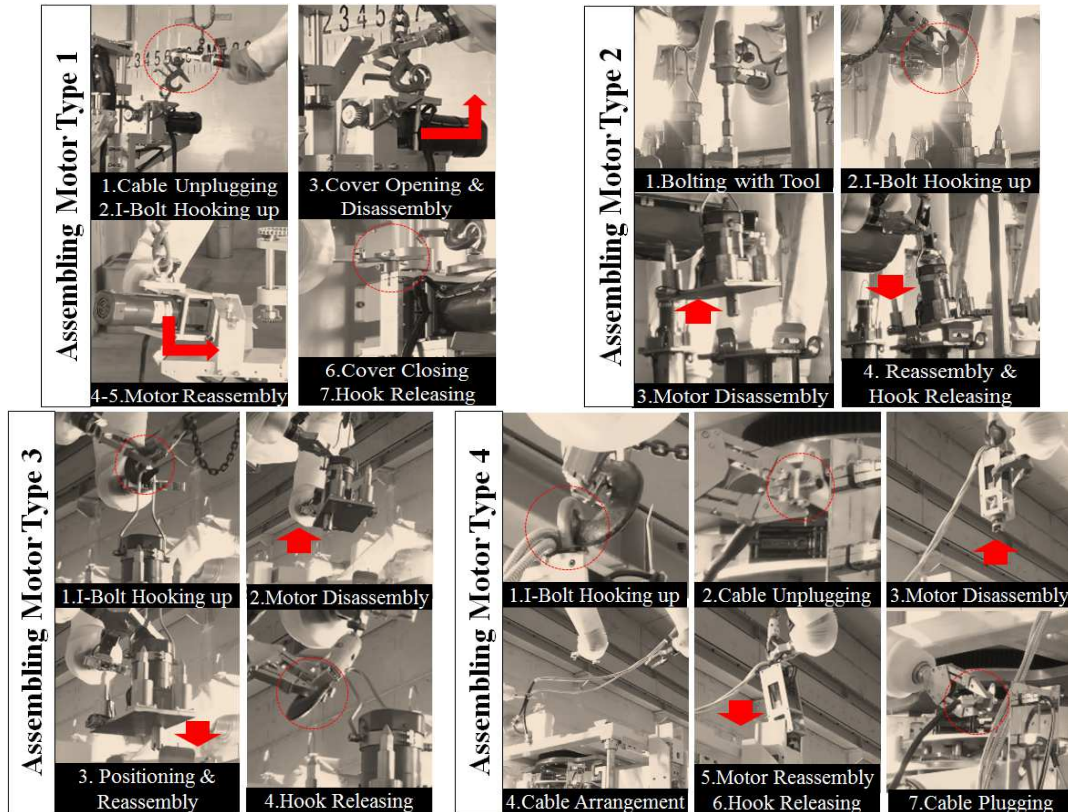 Assembling Motor Type 1
1.Cable Unplugging
2.I-Bolt Hooking up
3.Cover Opening &
Disassembly
4-5.Motor Reassembly
6.Cover Closing
7.Hook Releasing
Assembling Motor Type 2
1.Bolting with Tool
2.I-Bolt Hooking up
3.Motor Disassembly
4. Reassembly &
Hook Releasing
Assembling Motor Type 3
1.I-Bolt Hooking up
2.Motor Disassembly
3. Positioning &
Reassembly
4.Hook Releasing
Assembling Motor Type 4
1.I-Bolt Hooking up
2.Cable Unplugging
3.Motor Disassembly
4.Cable Arrangement
5.Motor Reassembly
6.Hook Releasing
7.Cable Plugging